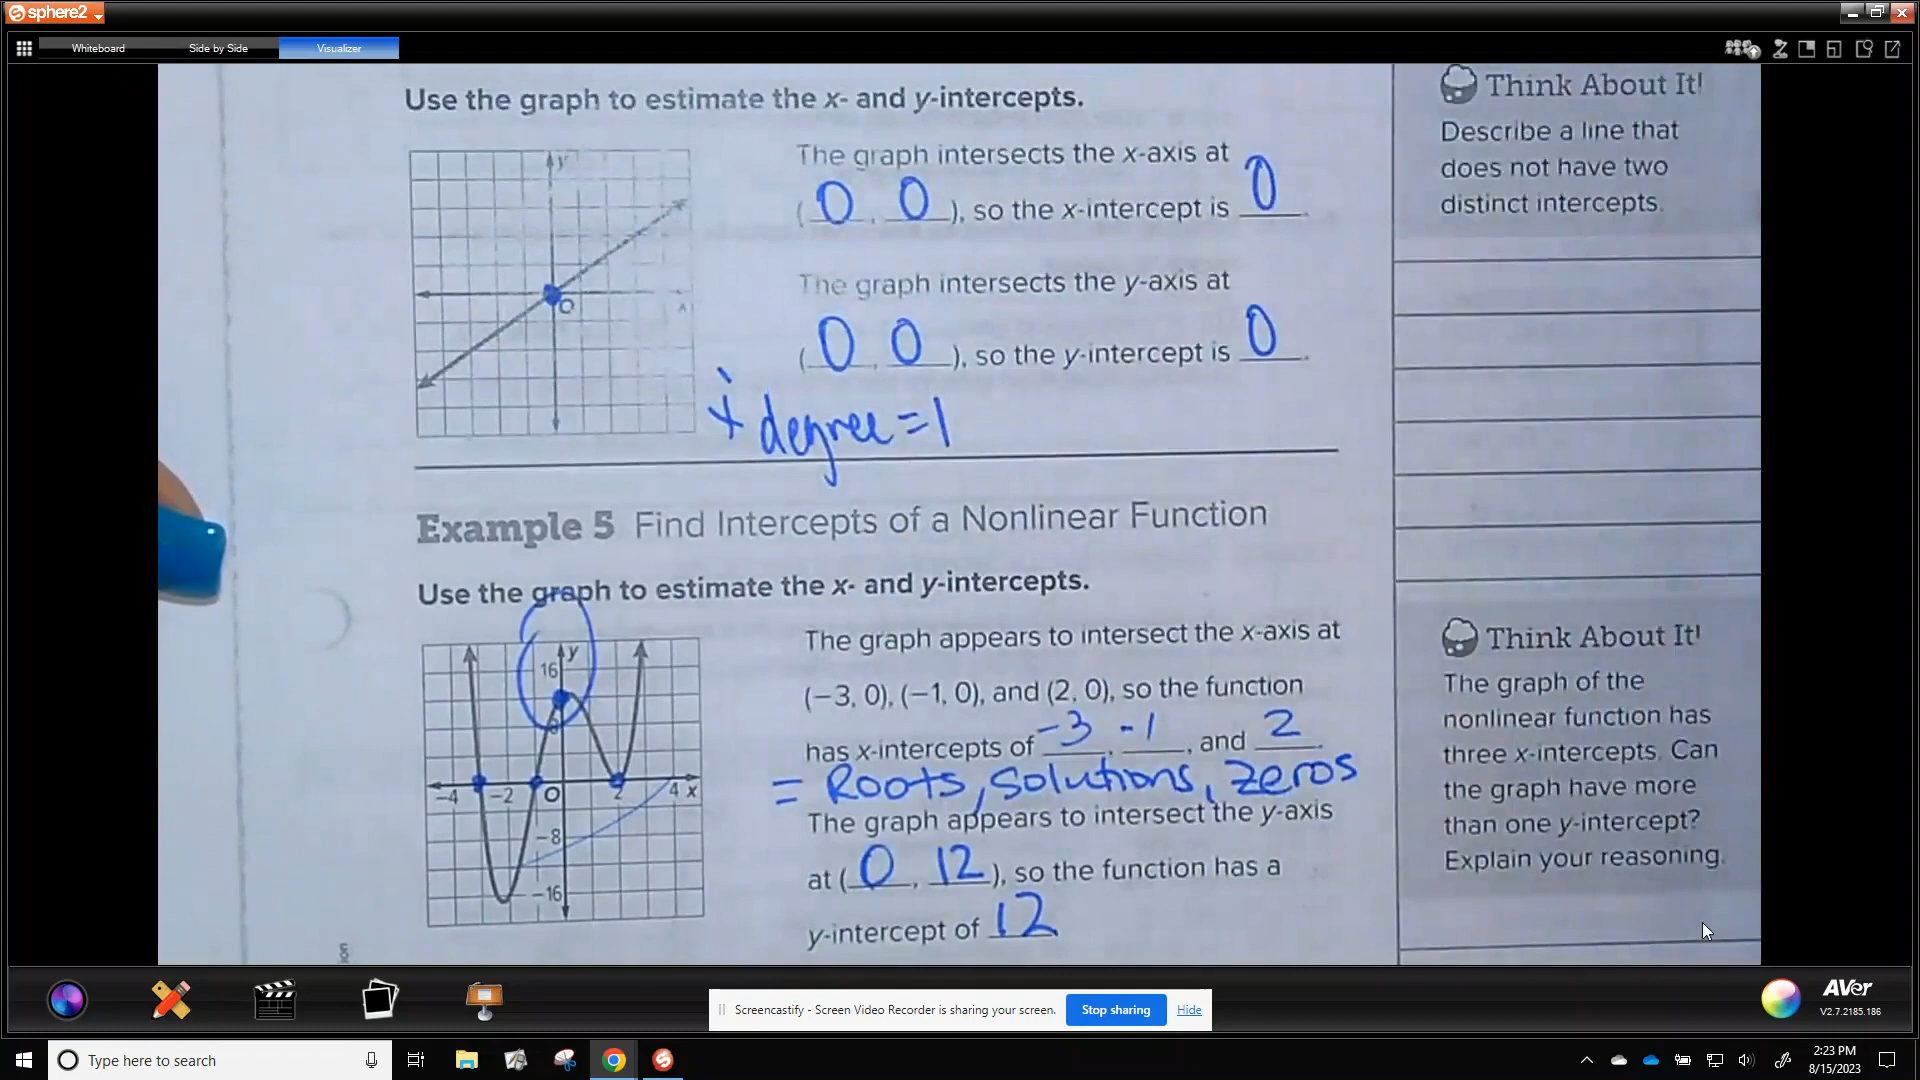 sphere2
Whiteboard
Side by Side
Visualizer
Use the graph to estimate the x- and y-intercepts.
y
O
The graph intersects the x-axis at
( 0 , 0 ), so the x-intercept is 0 .
The graph intersects the y-axis at
( 0 , 0 ), so the y-intercept is 0 .
degree = 1
Example 5 Find Intercepts of a Nonlinear Function
Use the graph to estimate the x- and y-intercepts.
y
16
8
-4 -2 O 2 4 x
-8
-16
The graph appears to intersect the x-axis at
(−3, 0), (−1, 0), and (2, 0), so the function
has x-intercepts of -3 , -1 , and 2 .
= Roots, solutions, zeros
The graph appears to intersect the y-axis
at ( 0 , 12 ), so the function has a
y-intercept of 12
Think About It!
Describe a line that
does not have two
distinct intercepts.
Think About It!
The graph of the
nonlinear function has
three x-intercepts. Can
the graph have more
than one y-intercept?
Explain your reasoning.
Screencastify - Screen Video Recorder is sharing your screen.
Stop sharing
Hide
AVer
V2.7.2185.186
Type here to search
2:23 PM
8/15/2023